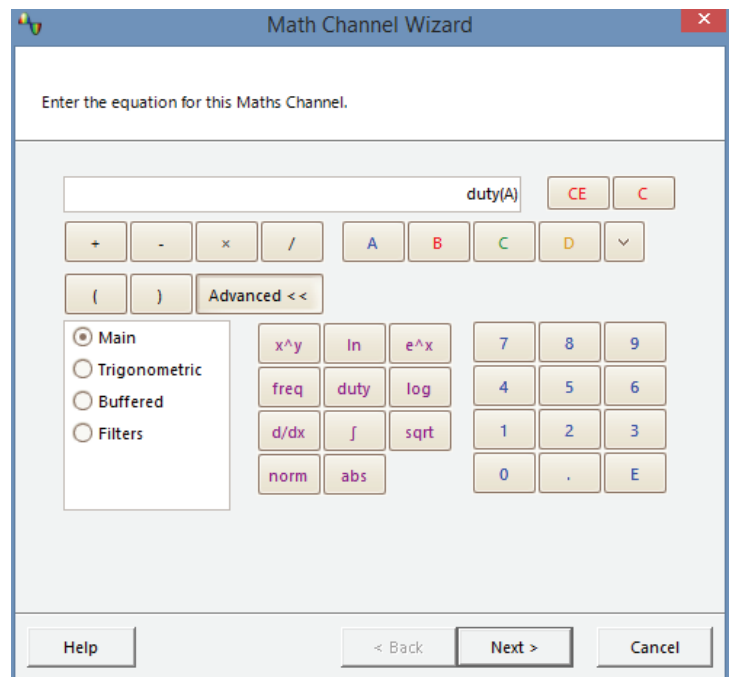 Math Channel Wizard
×
Enter the equation for this Maths Channel.
duty(A) CE C
+ - × / A B C D
( ) Advanced <<
Main
Trigonometric
Buffered
Filters
x^y ln e^x
freq duty log
d/dx ∫ sqrt
norm abs
7 8 9
4 5 6
1 2 3
0 . E
Help < Back Next > Cancel